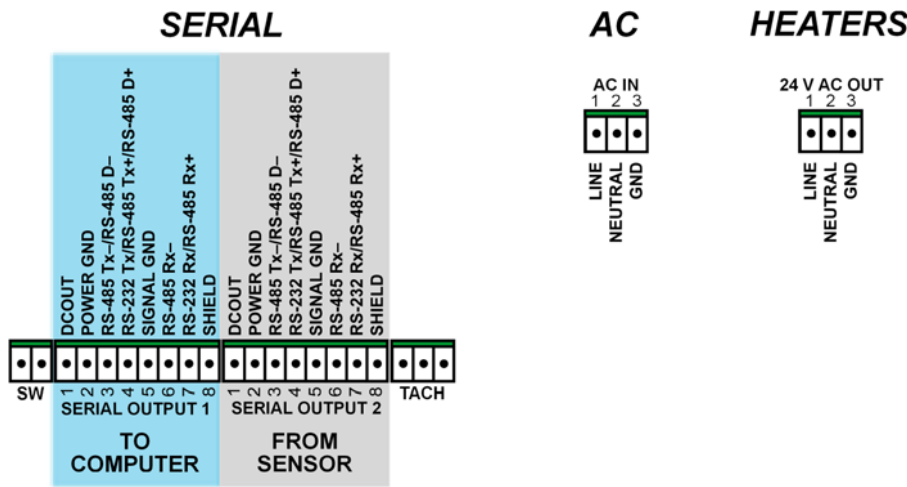 SERIAL
AC
HEATERS
DCOUT
POWER GND
RS-485 Tx–/RS-485 D–
RS-232 Tx/RS-485 Tx+/RS-485 D+
SIGNAL GND
RS-485 Rx–
RS-232 Rx/RS-485 Rx+
SHIELD
DCOUT
POWER GND
RS-485 Tx–/RS-485 D–
RS-232 Tx/RS-485 Tx+/RS-485 D+
SIGNAL GND
RS-485 Rx–
RS-232 Rx/RS-485 Rx+
SHIELD
SW
1 2 3 4 5 6 7 8
SERIAL OUTPUT 1
1 2 3 4 5 6 7 8
SERIAL OUTPUT 2
TACH
TO
COMPUTER
FROM
SENSOR
AC IN
1 2 3
LINE
NEUTRAL
GND
24 V AC OUT
1 2 3
LINE
NEUTRAL
GND